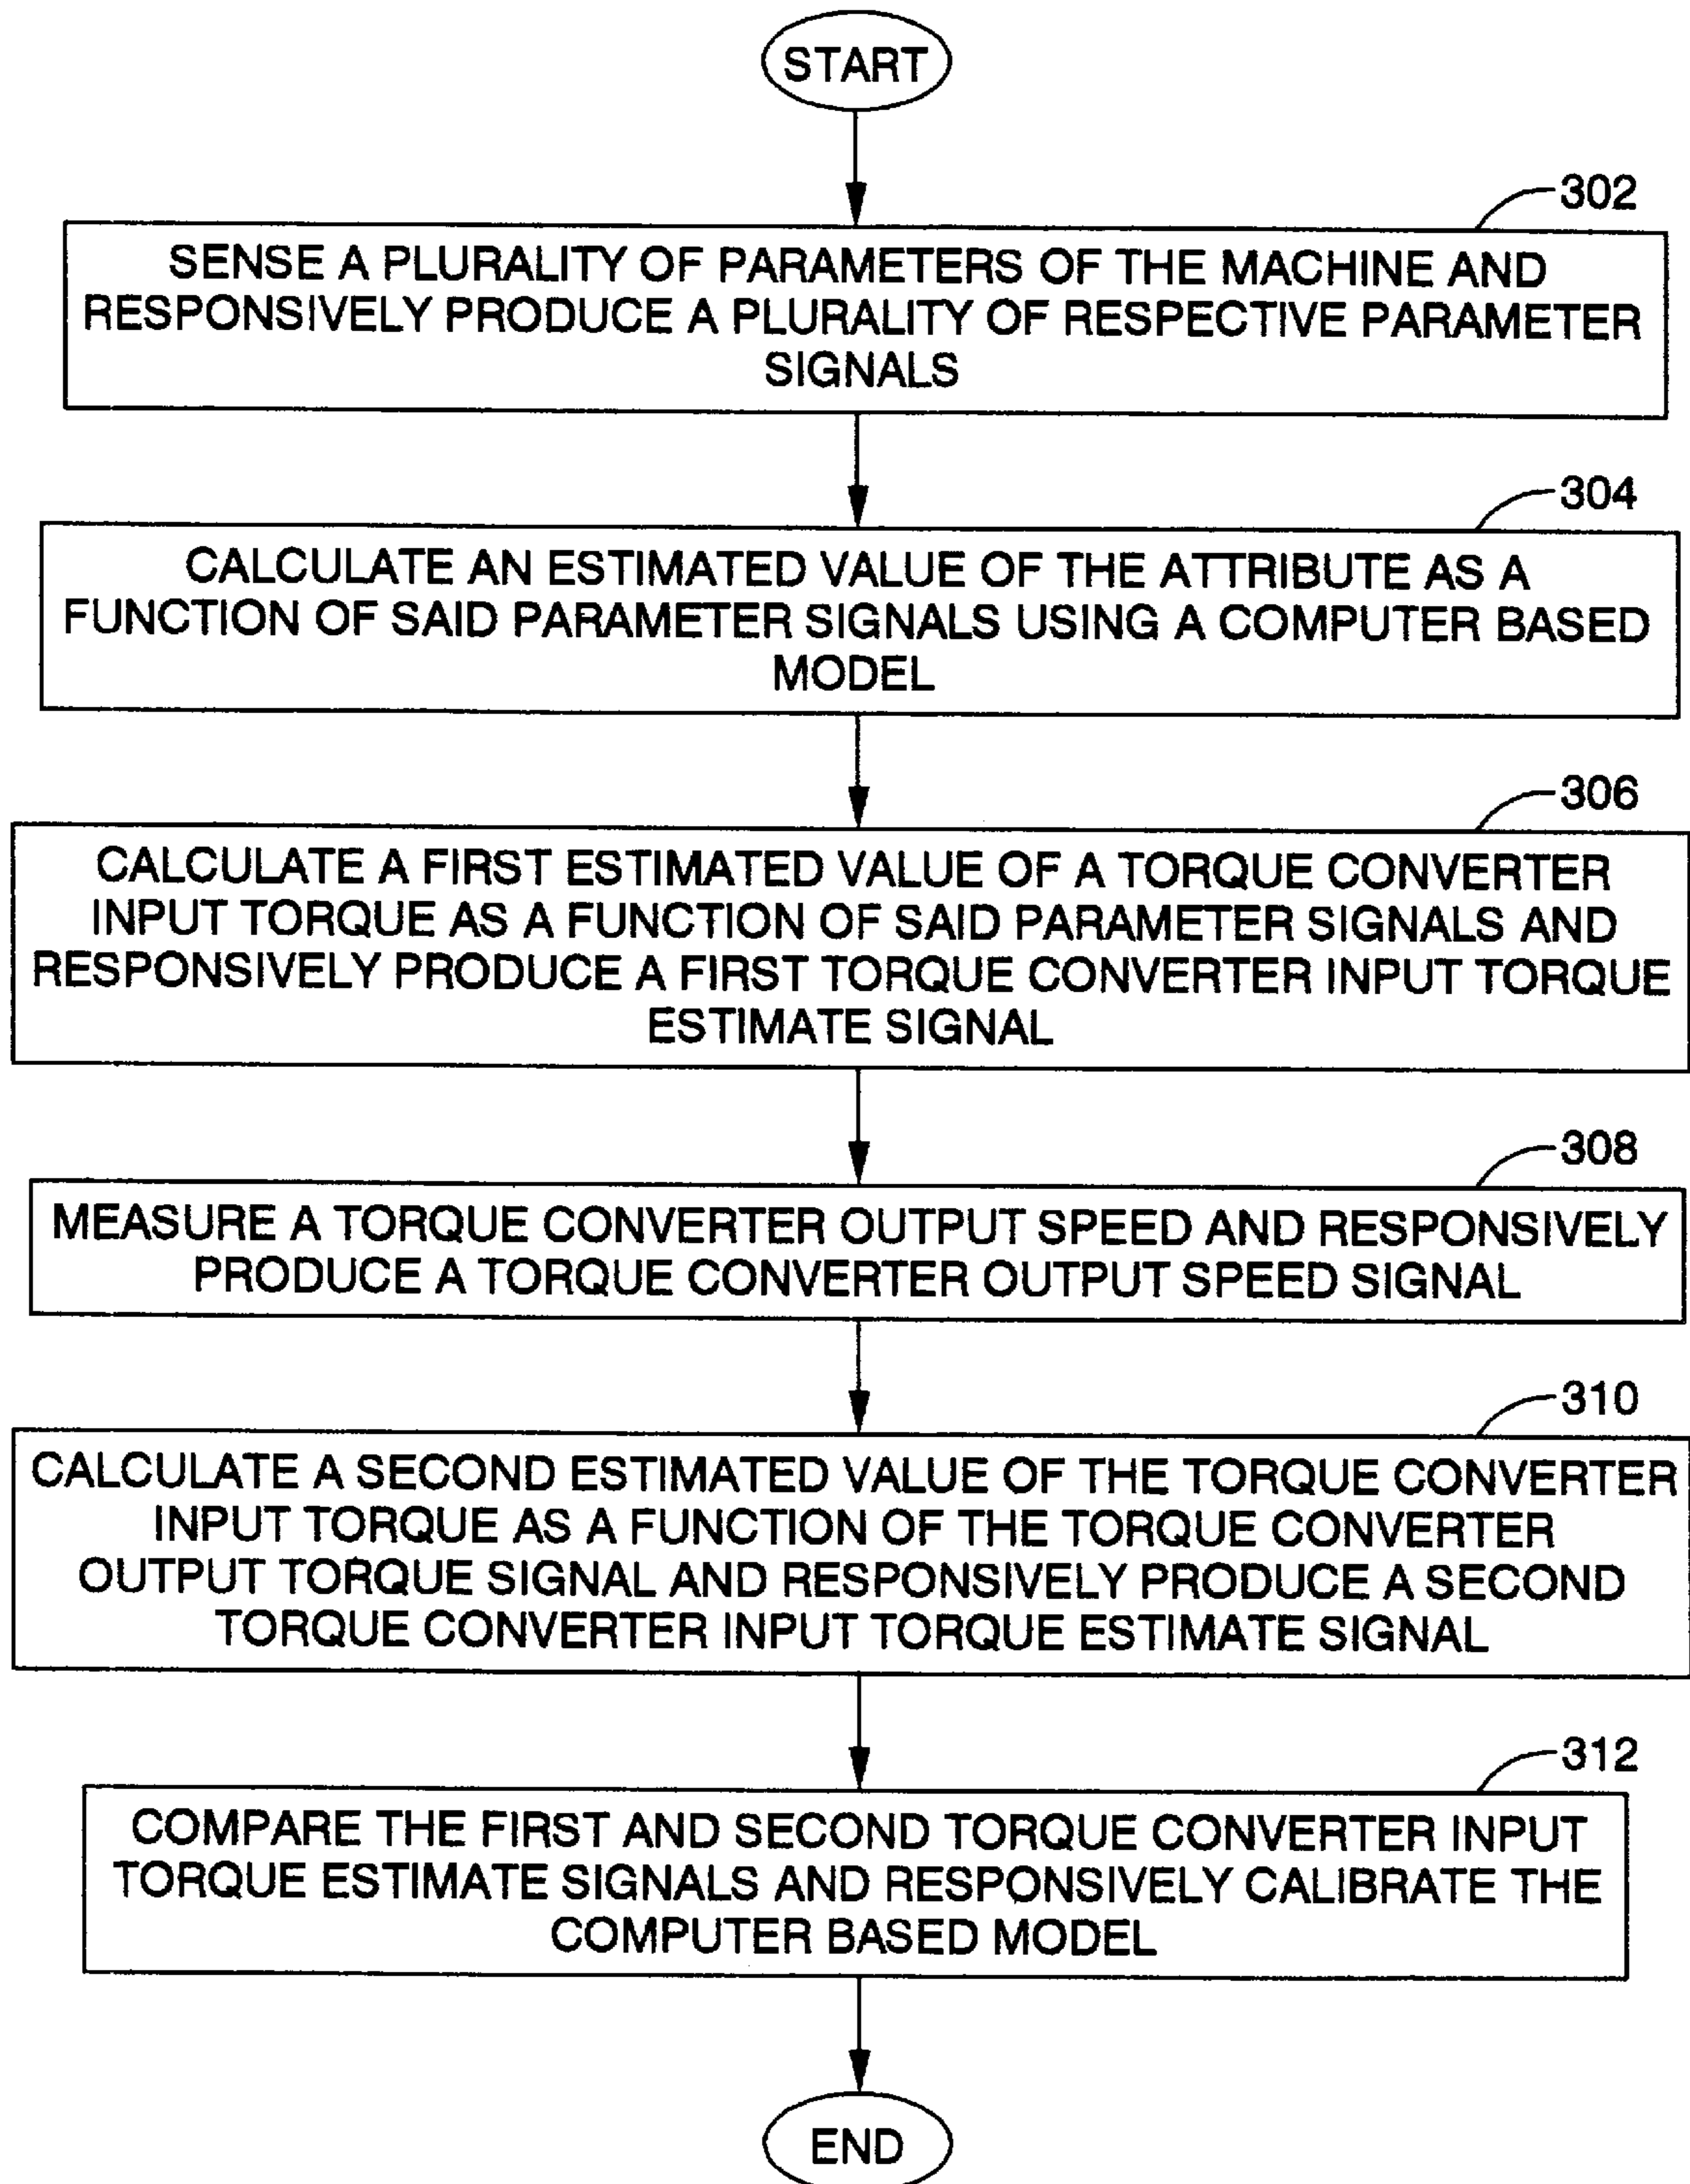 START
302
SENSE A PLURALITY OF PARAMETERS OF THE MACHINE AND
RESPONSIVELY PRODUCE A PLURALITY OF RESPECTIVE PARAMETER
SIGNALS
304
CALCULATE AN ESTIMATED VALUE OF THE ATTRIBUTE AS A
FUNCTION OF SAID PARAMETER SIGNALS USING A COMPUTER BASED
MODEL
306
CALCULATE A FIRST ESTIMATED VALUE OF A TORQUE CONVERTER
INPUT TORQUE AS A FUNCTION OF SAID PARAMETER SIGNALS AND
RESPONSIVELY PRODUCE A FIRST TORQUE CONVERTER INPUT TORQUE
ESTIMATE SIGNAL
308
MEASURE A TORQUE CONVERTER OUTPUT SPEED AND RESPONSIVELY
PRODUCE A TORQUE CONVERTER OUTPUT SPEED SIGNAL
310
CALCULATE A SECOND ESTIMATED VALUE OF THE TORQUE CONVERTER
INPUT TORQUE AS A FUNCTION OF THE TORQUE CONVERTER
OUTPUT TORQUE SIGNAL AND RESPONSIVELY PRODUCE A SECOND
TORQUE CONVERTER INPUT TORQUE ESTIMATE SIGNAL
312
COMPARE THE FIRST AND SECOND TORQUE CONVERTER INPUT
TORQUE ESTIMATE SIGNALS AND RESPONSIVELY CALIBRATE THE
COMPUTER BASED MODEL
END